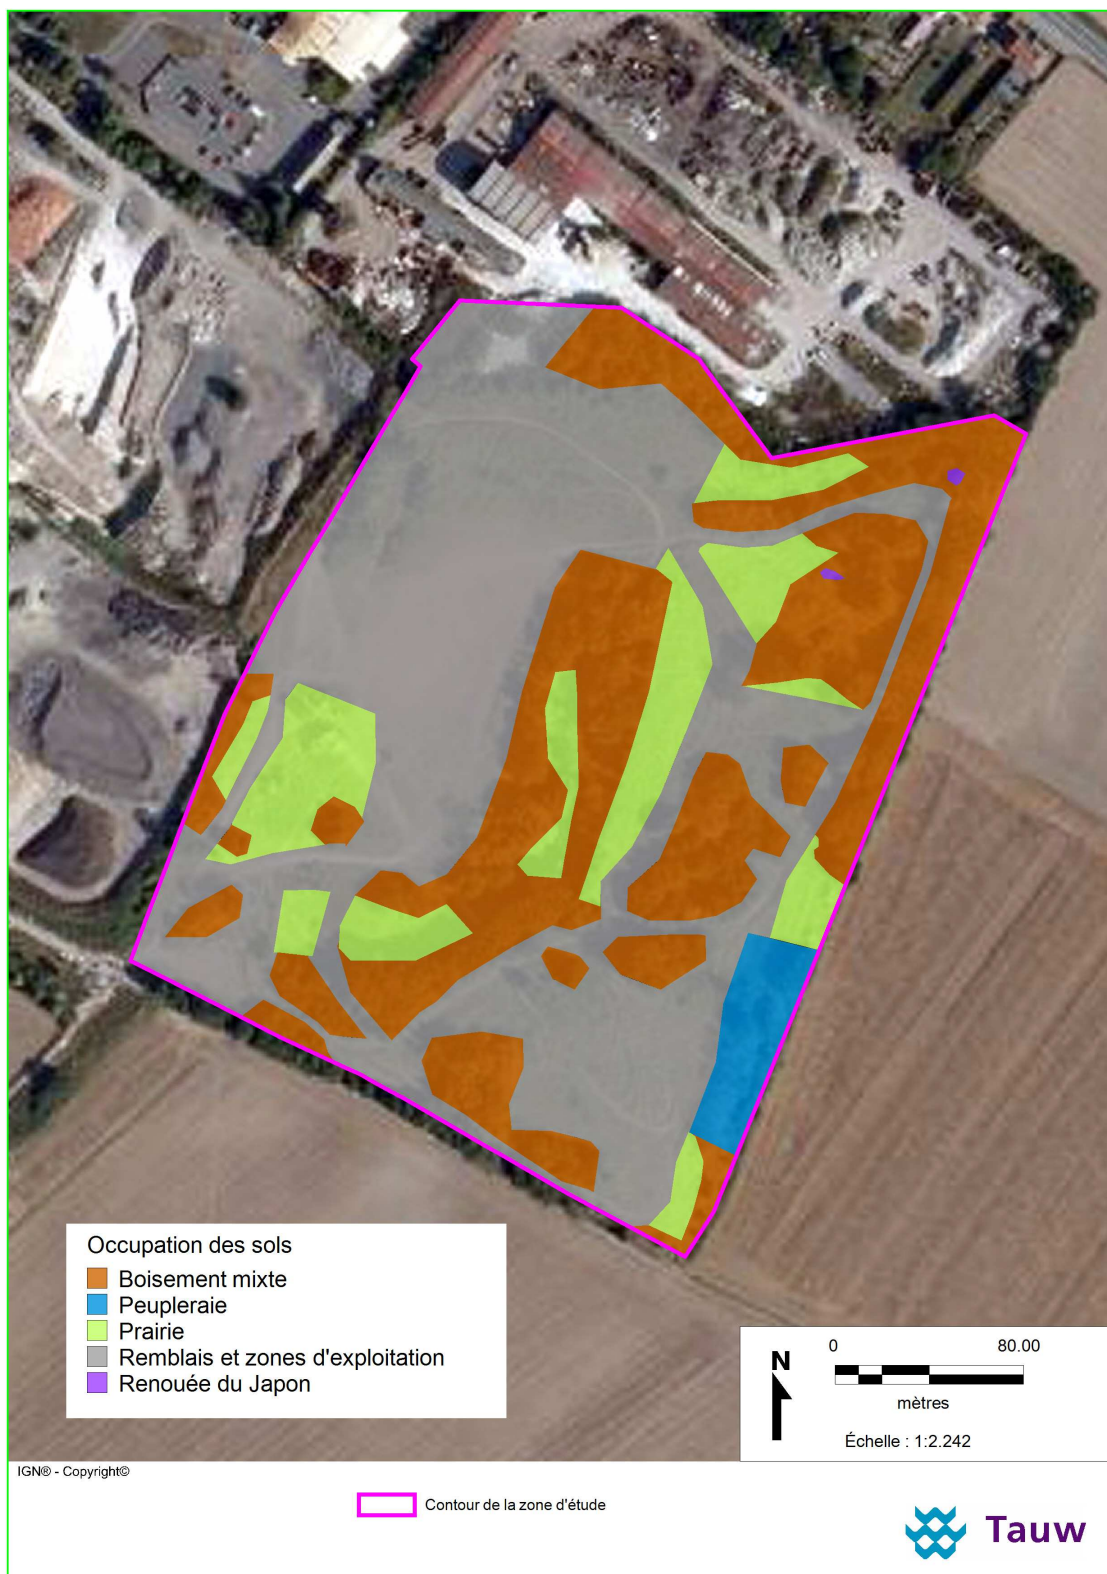 Occupation des sols
Boisement mixte
Peupleraie
Prairie
Remblais et zones d'exploitation
Renouée du Japon
N
0 80.00
mètres
Échelle : 1:2.242
IGN® - Copyright©
Contour de la zone d'étude
Tauw